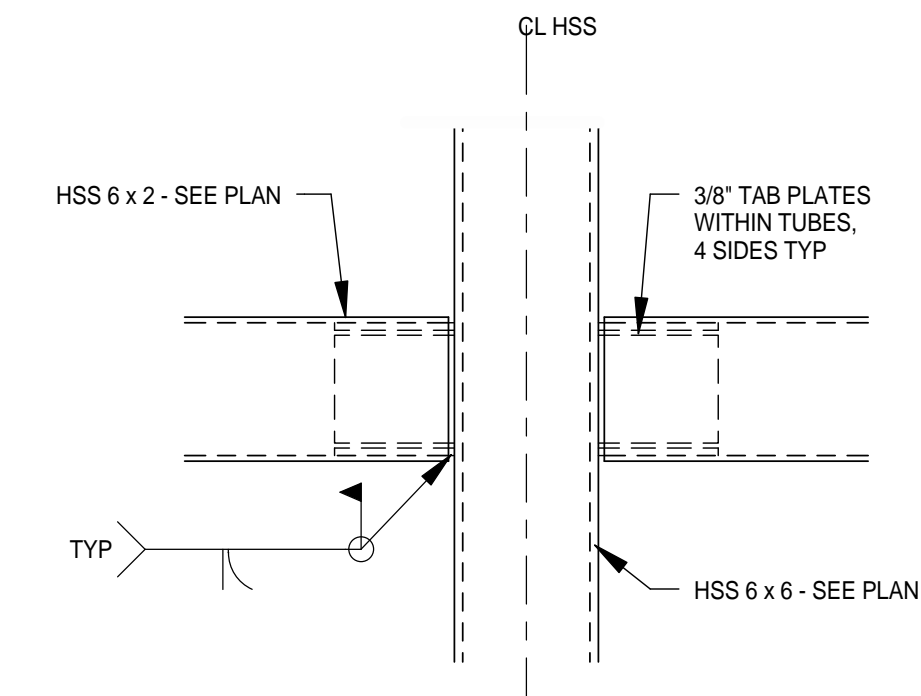 CL HSS
HSS 6 x 2 - SEE PLAN
3/8" TAB PLATES
WITHIN TUBES,
4 SIDES TYP
TYP
HSS 6 x 6 - SEE PLAN